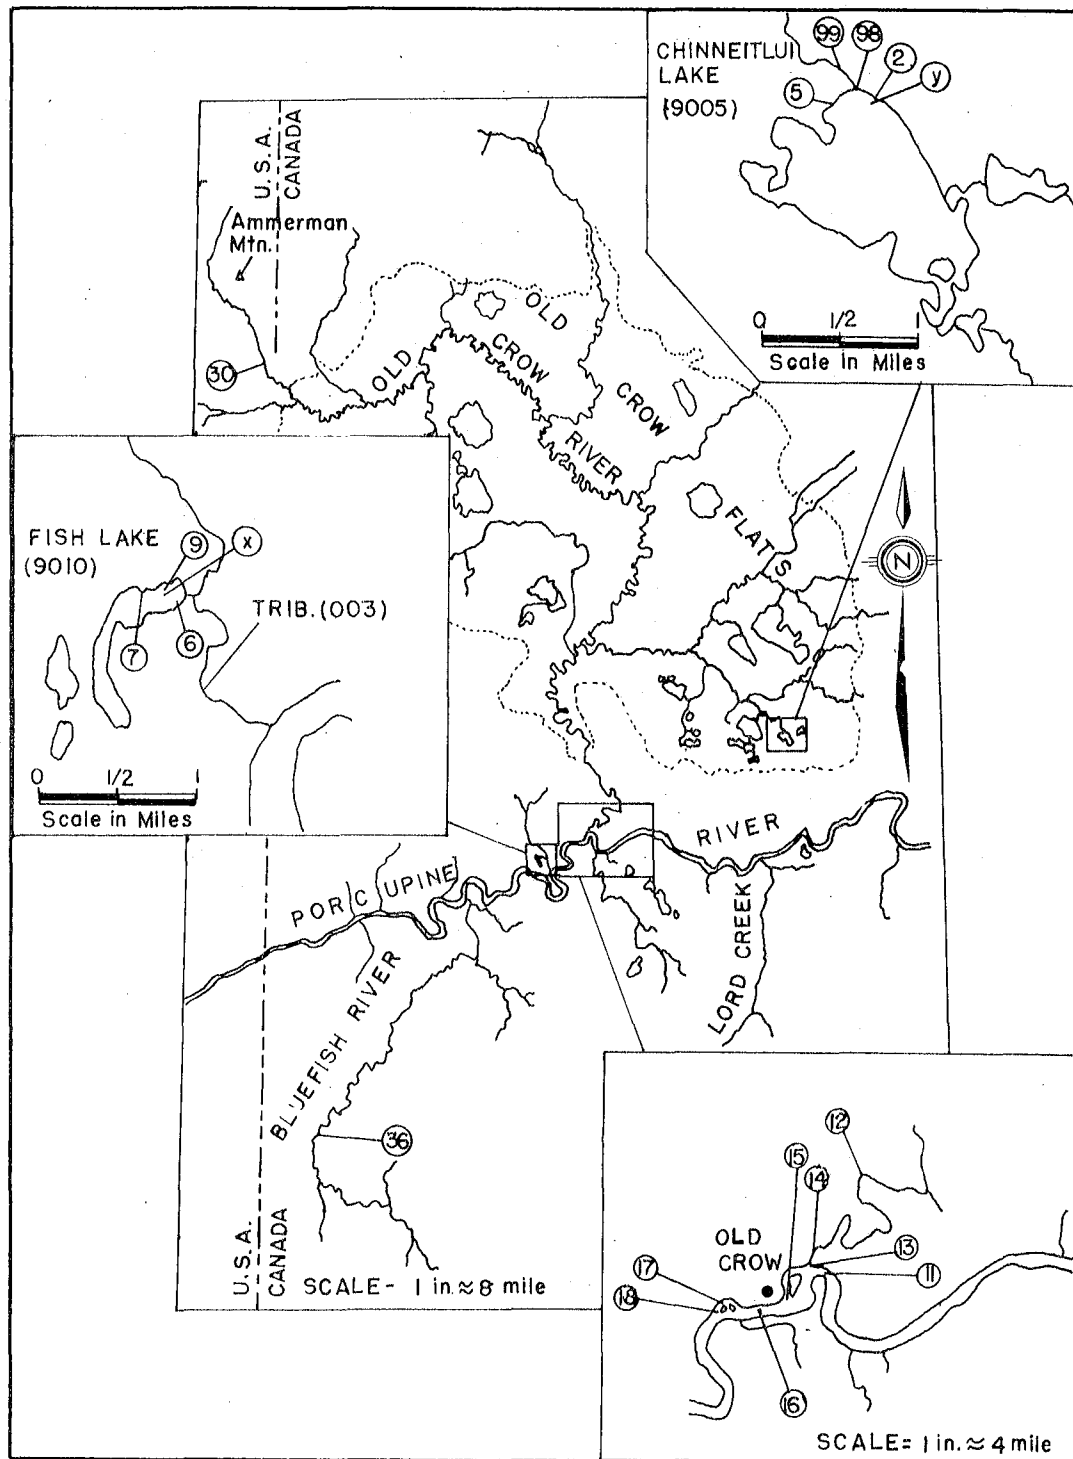 CHINNEITLUI
LAKE
(9005)
99
98
2
y
5
0 1/2 1
Scale in Miles
U.S.A.
CANADA
Ammerman
Mtn.
30
OLD CROW RIVER
OLD CROW FLATS
FISH LAKE
(9010)
9
X
TRIB.(003)
7
6
0 1/2 1
Scale in Miles
N
PORCUPINE RIVER
BLUEFISH RIVER
LORD CREEK
36
U.S.A.
CANADA
SCALE- 1 in.≈8 mile
12
15
14
OLD
CROW
13
11
17
18
16
SCALE= 1 in.≈4 mile